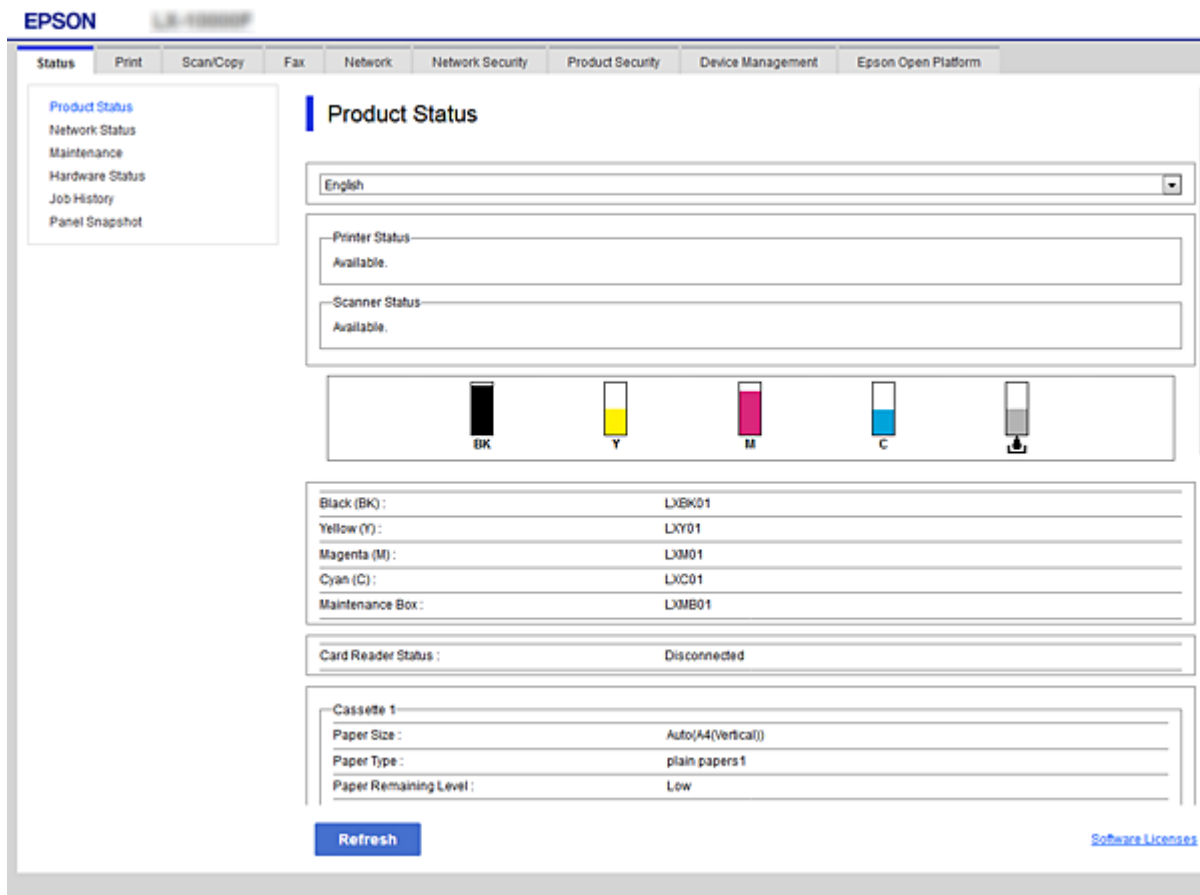 EPSON
Status Print Scan/Copy Fax Network Network Security Product Security Device Management Epson Open Platform
Product Status
Network Status
Maintenance
Hardware Status
Job History
Panel Snapshot
Product Status
English
Printer Status
Available.
Scanner Status
Available.
BK Y M C
Black (BK) : LXBK01
Yellow (Y) : LXY01
Magenta (M) : LXM01
Cyan (C) : LXC01
Maintenance Box : LXMB01
Card Reader Status : Disconnected
Cassette 1
Paper Size : Auto(A4(Vertical))
Paper Type : plain papers1
Paper Remaining Level : Low
Refresh
Software Licenses